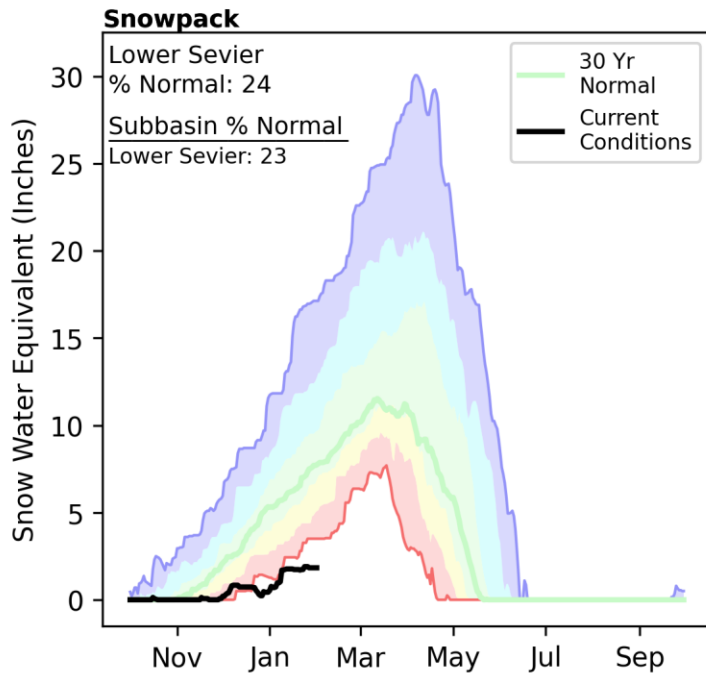 Snowpack
Lower Sevier
% Normal: 24
Subbasin % Normal
Lower Sevier: 23
30 Yr
Normal
Current
Conditions
Snow Water Equivalent (Inches)
30
25
20
15
10
5
0
Nov Jan Mar May Jul Sep